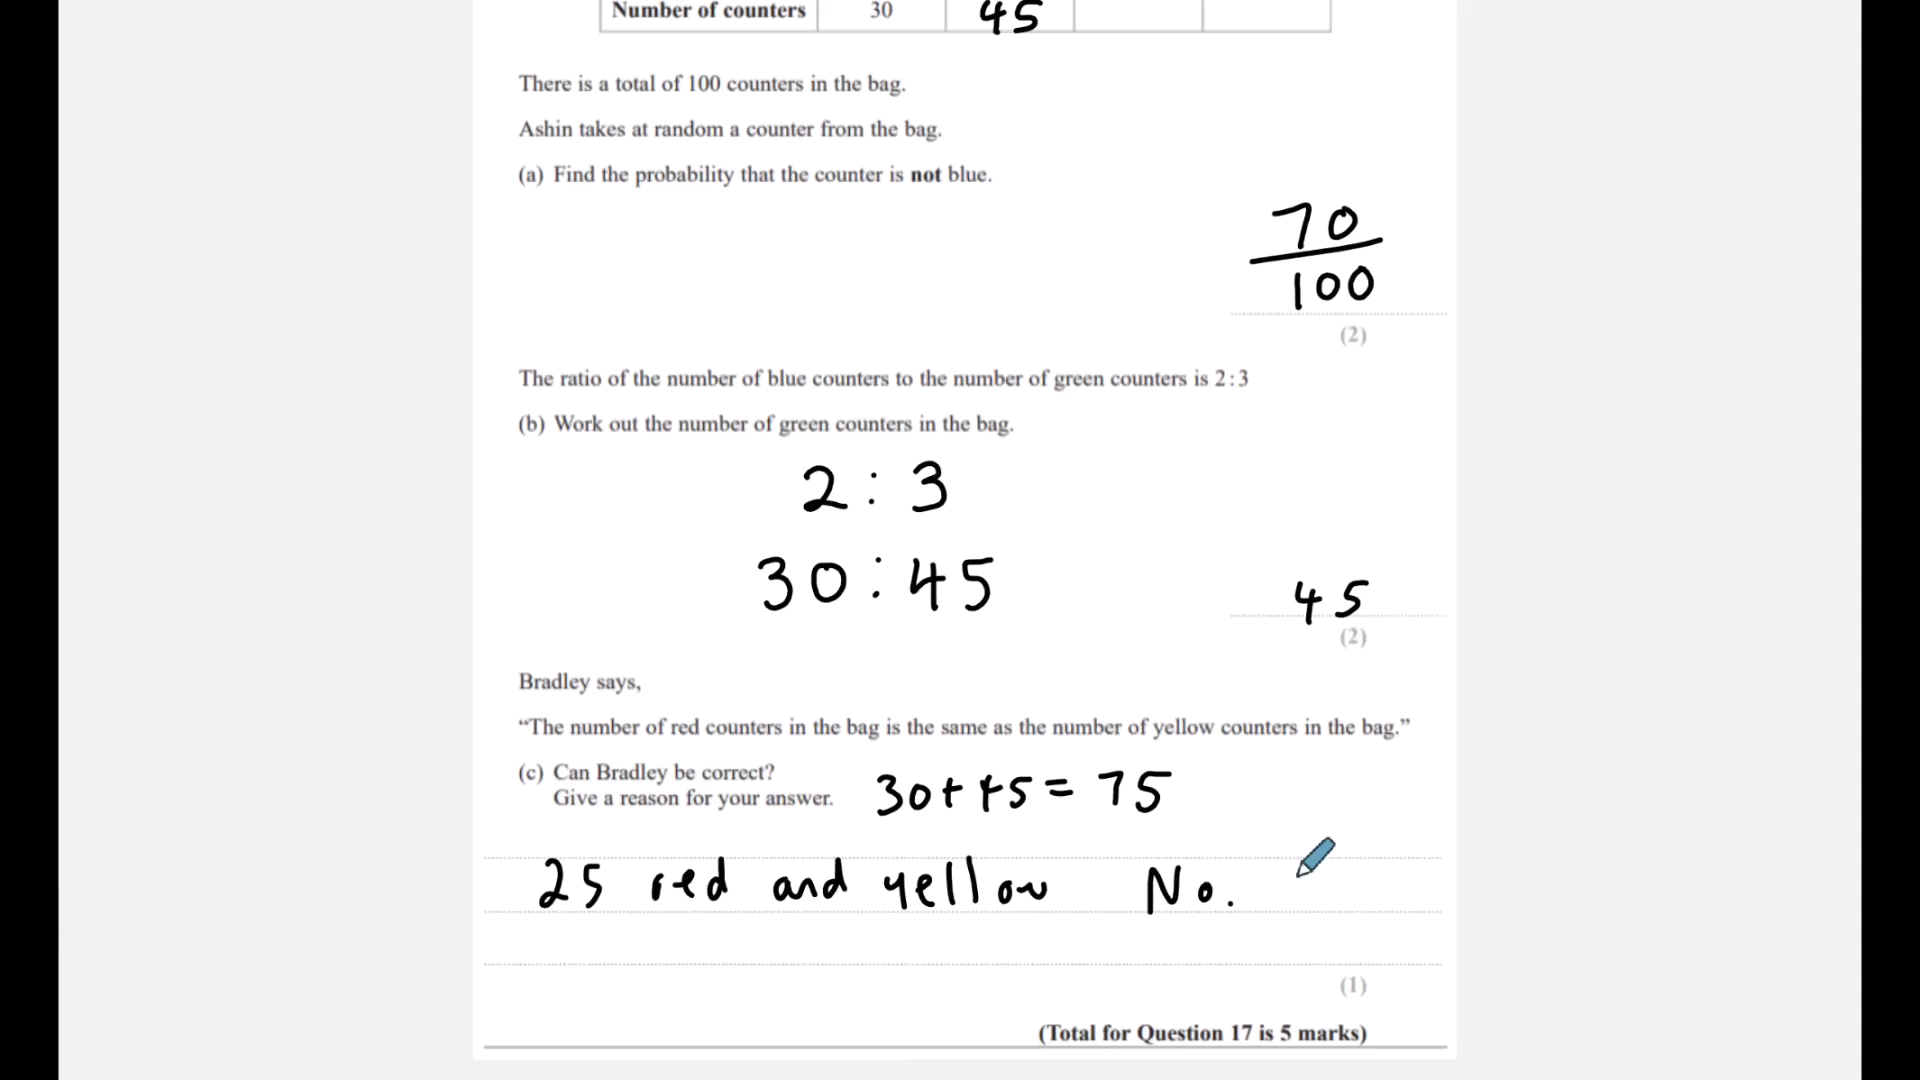 Number of counters 30 45
There is a total of 100 counters in the bag.
Ashin takes at random a counter from the bag.
(a) Find the probability that the counter is not blue.
70
100
(2)
The ratio of the number of blue counters to the number of green counters is 2 : 3
(b) Work out the number of green counters in the bag.
2 : 3
30 : 45
45
(2)
Bradley says,
“The number of red counters in the bag is the same as the number of yellow counters in the bag.”
(c) Can Bradley be correct?
Give a reason for your answer.
30 + 45 = 75
25 red and yellow No.
(1)
(Total for Question 17 is 5 marks)